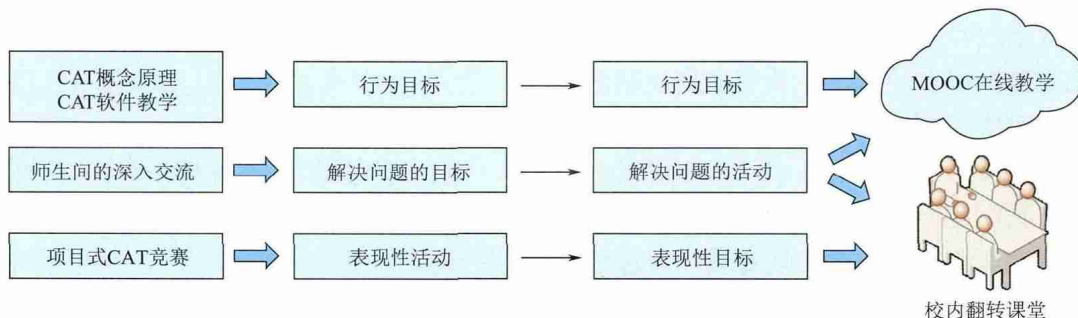 CAT概念原理
CAT软件教学
行为目标
行为目标
MOOC在线教学
师生间的深入交流
解决问题的目标
解决问题的活动
项目式CAT竞赛
表现性活动
表现性目标
校内翻转课堂